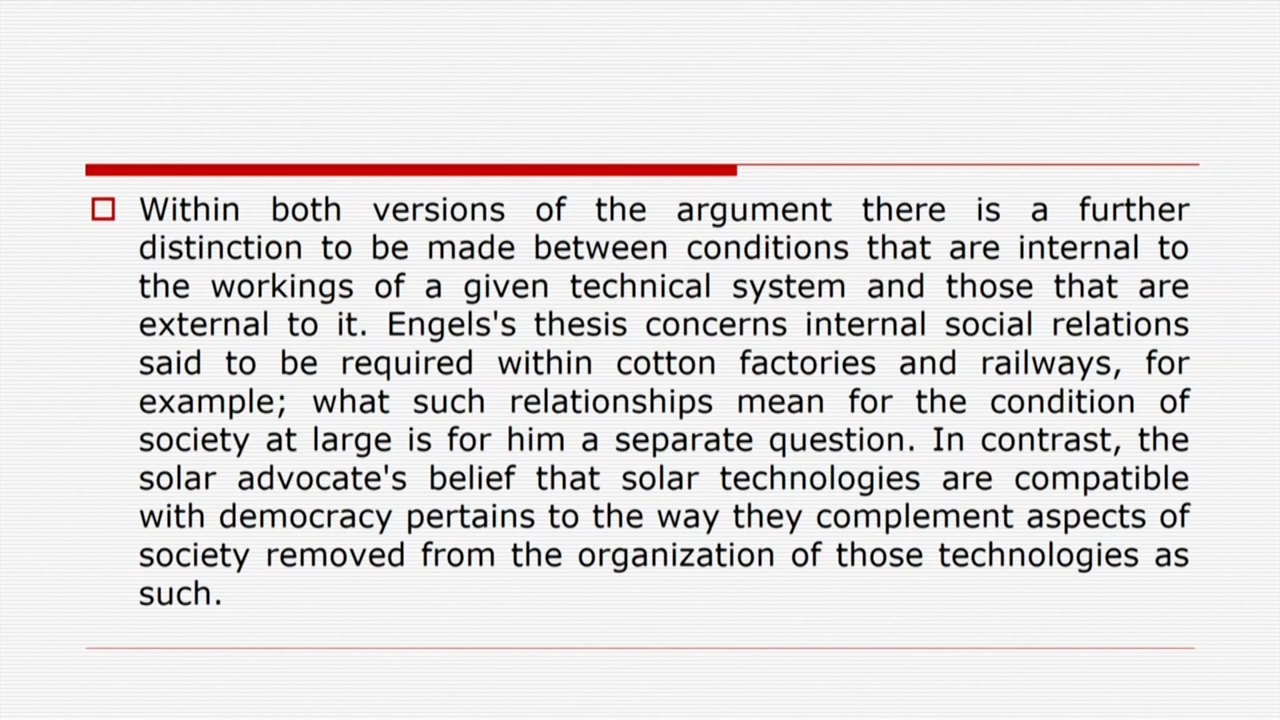 Within both versions of the argument there is a further
distinction to be made between conditions that are internal to
the workings of a given technical system and those that are
external to it. Engels's thesis concerns internal social relations
said to be required within cotton factories and railways, for
example; what such relationships mean for the condition of
society at large is for him a separate question. In contrast, the
solar advocate's belief that solar technologies are compatible
with democracy pertains to the way they complement aspects of
society removed from the organization of those technologies as
such.